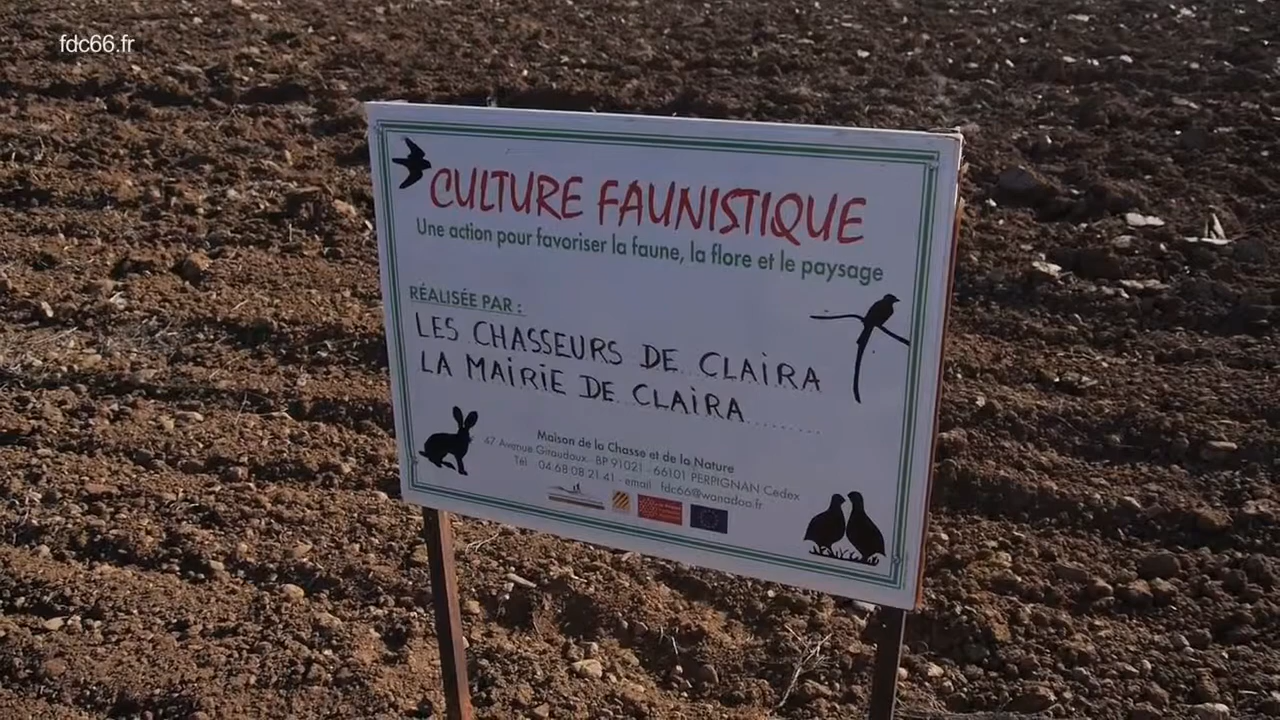 fdc66.fr
CULTURE FAUNISTIQUE
Une action pour favoriser la faune, la flore et le paysage
RÉALISÉE PAR :
LES CHASSEURS DE CLAIRA
LA MAIRIE DE CLAIRA
Maison de la Chasse et de la Nature
47 Avenue Giraudoux - BP 91021 - 66101 PERPIGNAN Cedex
Tél : 04 68 08 21 41 - email : fdc66@wanadoo.fr